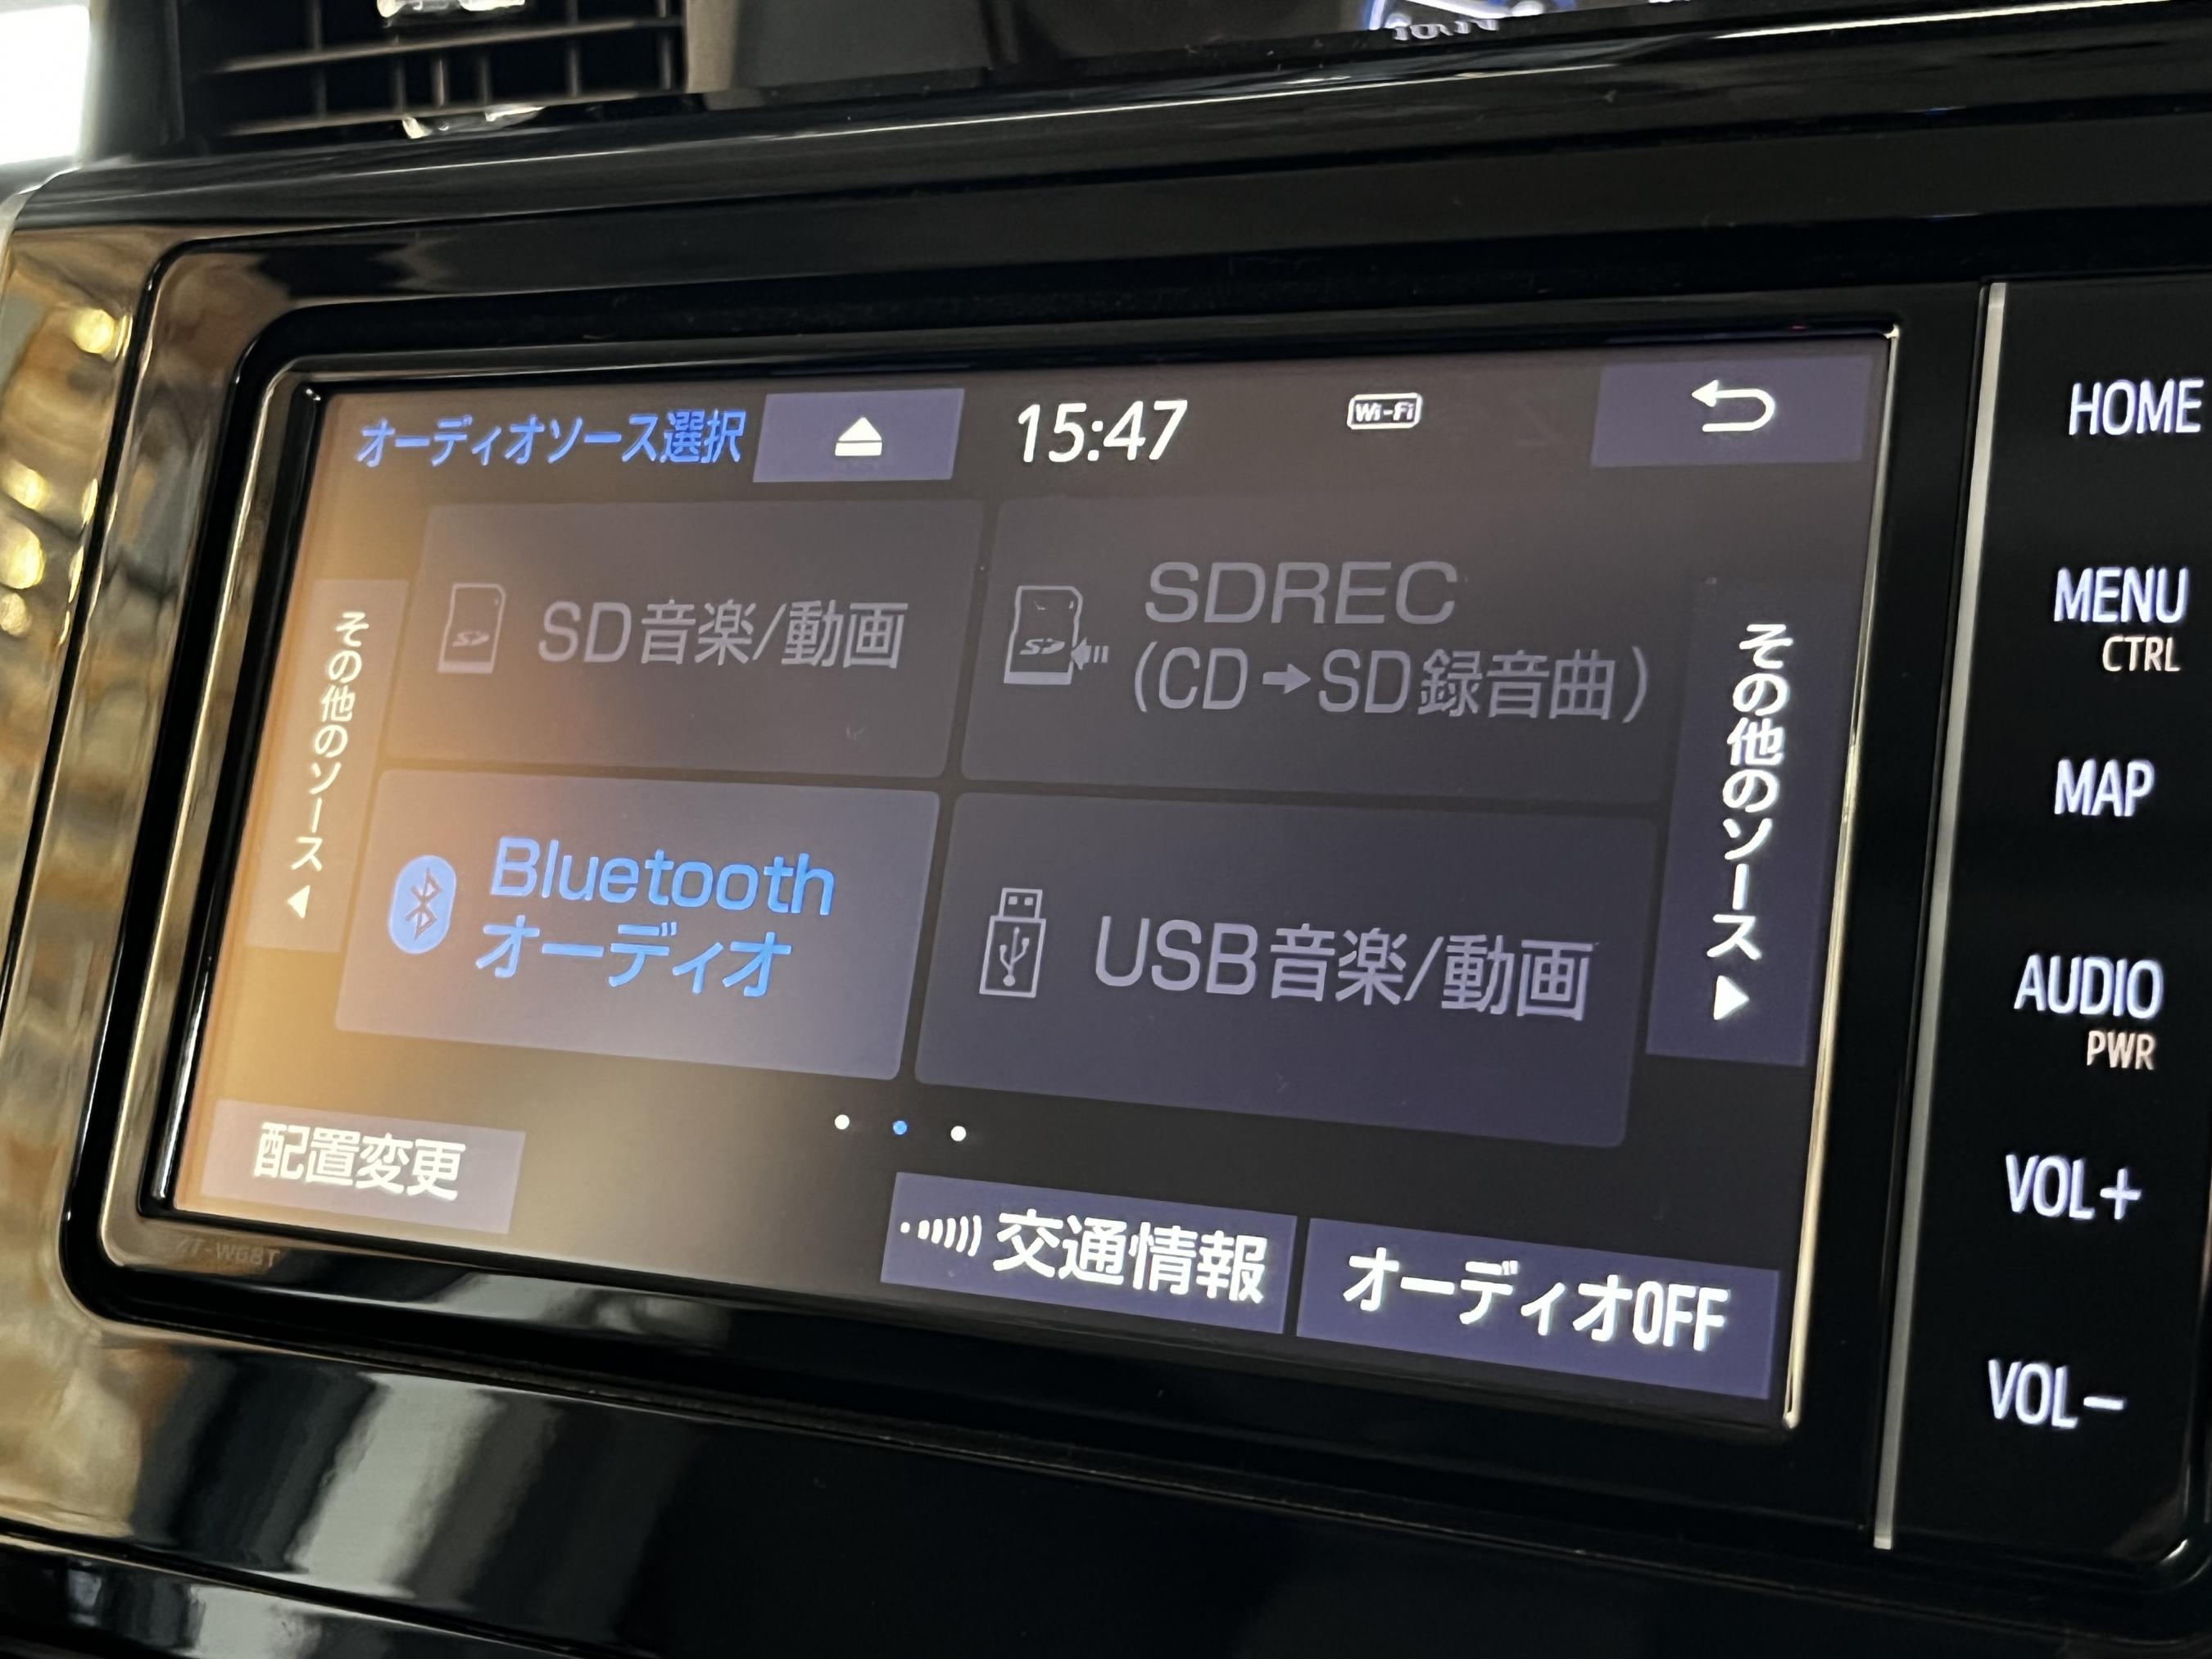 オーディオソース選択
15:47
Wi-Fi
HOME
SD音楽/動画
SDREC
(CD➡SD録音曲)
MENU
CTRL
その他のソース◀
その他のソース▶
MAP
Bluetooth
オーディオ
USB音楽/動画
AUDIO
PWR
配置変更
交通情報
オーディオOFF
VOL+
VOL−
ZT-W68T